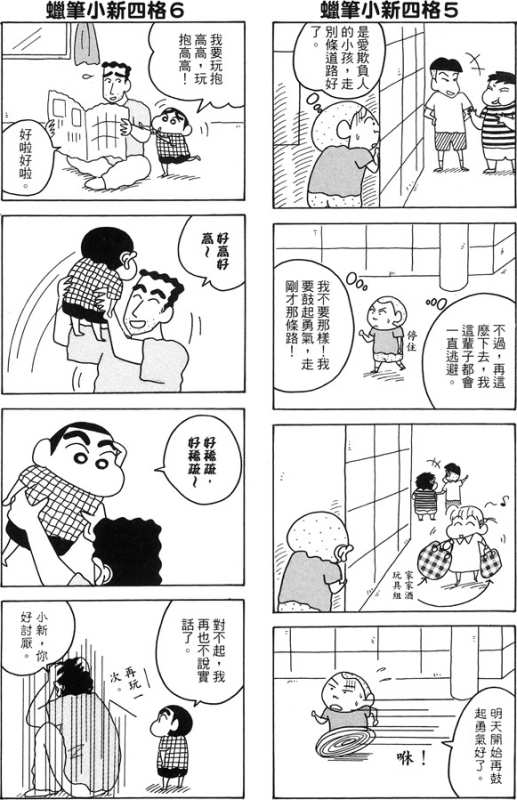 蠟筆小新四格5
是愛欺負人
的小孩，走
別條道路好
了。
不過，再這
麼下去，我
這輩子都會
一直逃避。
停住
我不要那樣！我
要鼓起勇氣，走
剛才那條路！
家家酒
玩具組
明天開始再鼓
起勇氣好了。
咻！
蠟筆小新四格6
我要玩抱
高高，玩
抱高高！
好啦好啦。
好高好
高～
好稀疏，
好稀疏～
對不起，我
再也不說實
話了。
再玩一
次。
小新，你
好討厭。